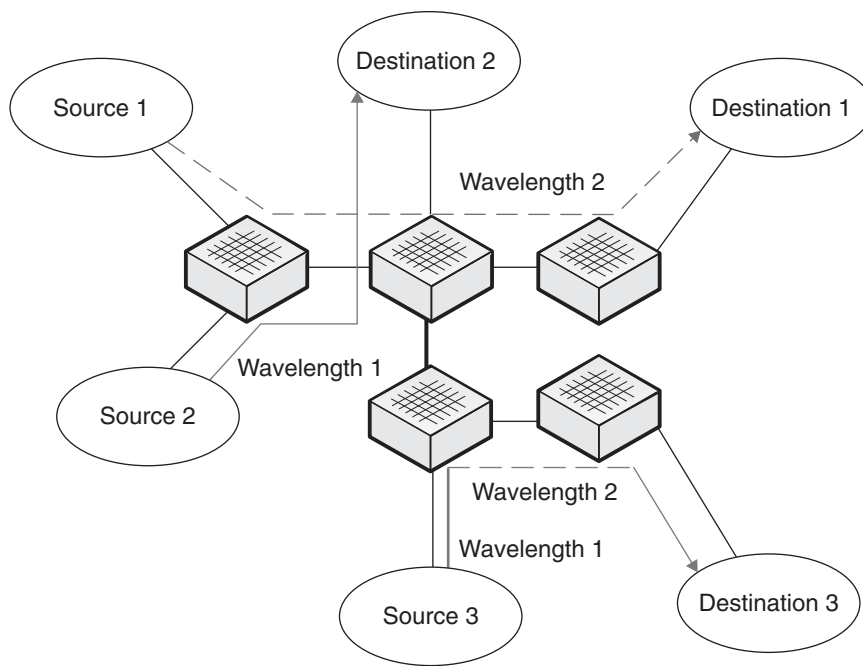 Destination 2
Source 1
Destination 1
Wavelength 2
Wavelength 1
Source 2
Wavelength 2
Wavelength 1
Source 3
Destination 3